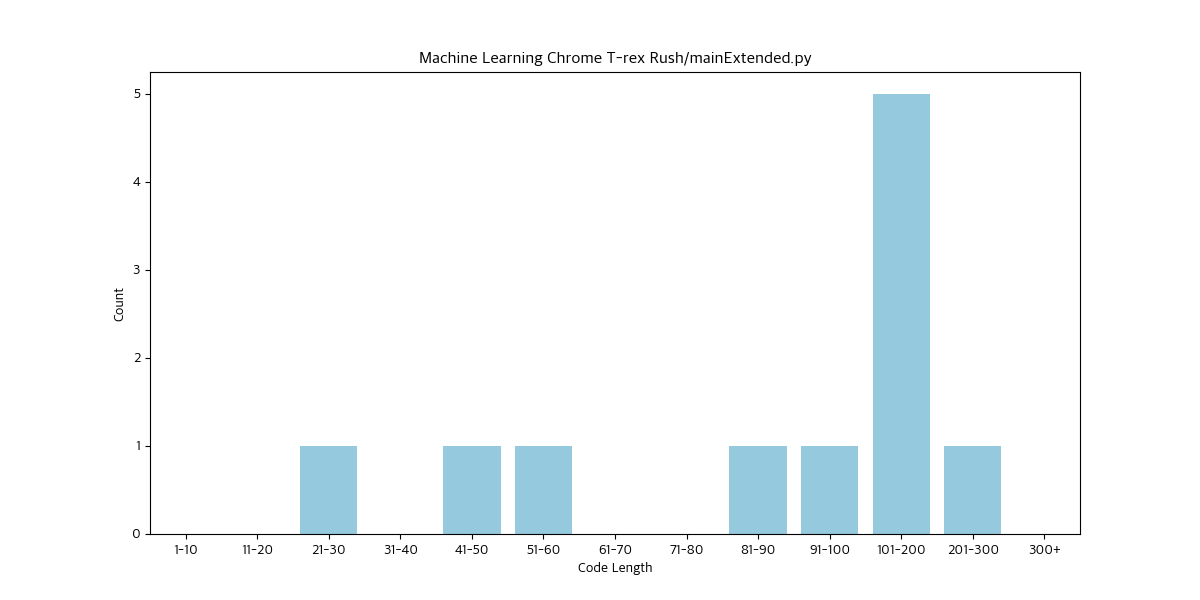 Machine Learning Chrome T-rex Rush/mainExtended.py
5
4
3
2
1
0
Count
1-10 11-20 21-30 31-40 41-50 51-60 61-70 71-80 81-90 91-100 101-200 201-300 300+
Code Length